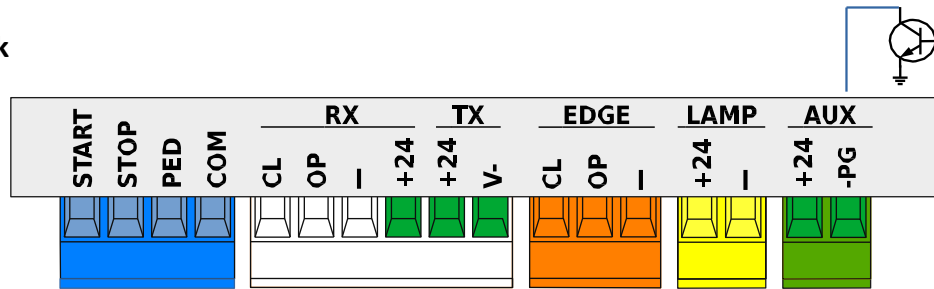 k
RX TX EDGE LAMP AUX
START STOP PED COM CL OP — +24 +24 V- CL OP — +24 — +24 -PG